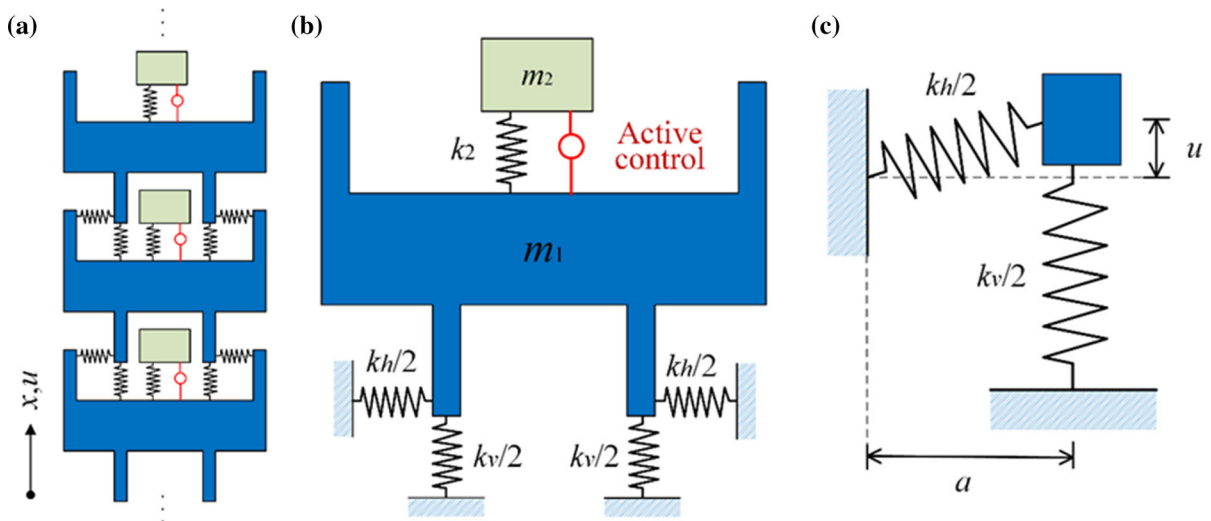 (a)
x,u
(b)
m2
k2
Active
control
m1
kh/2
kh/2
kv/2
kv/2
(c)
kh/2
u
kv/2
a